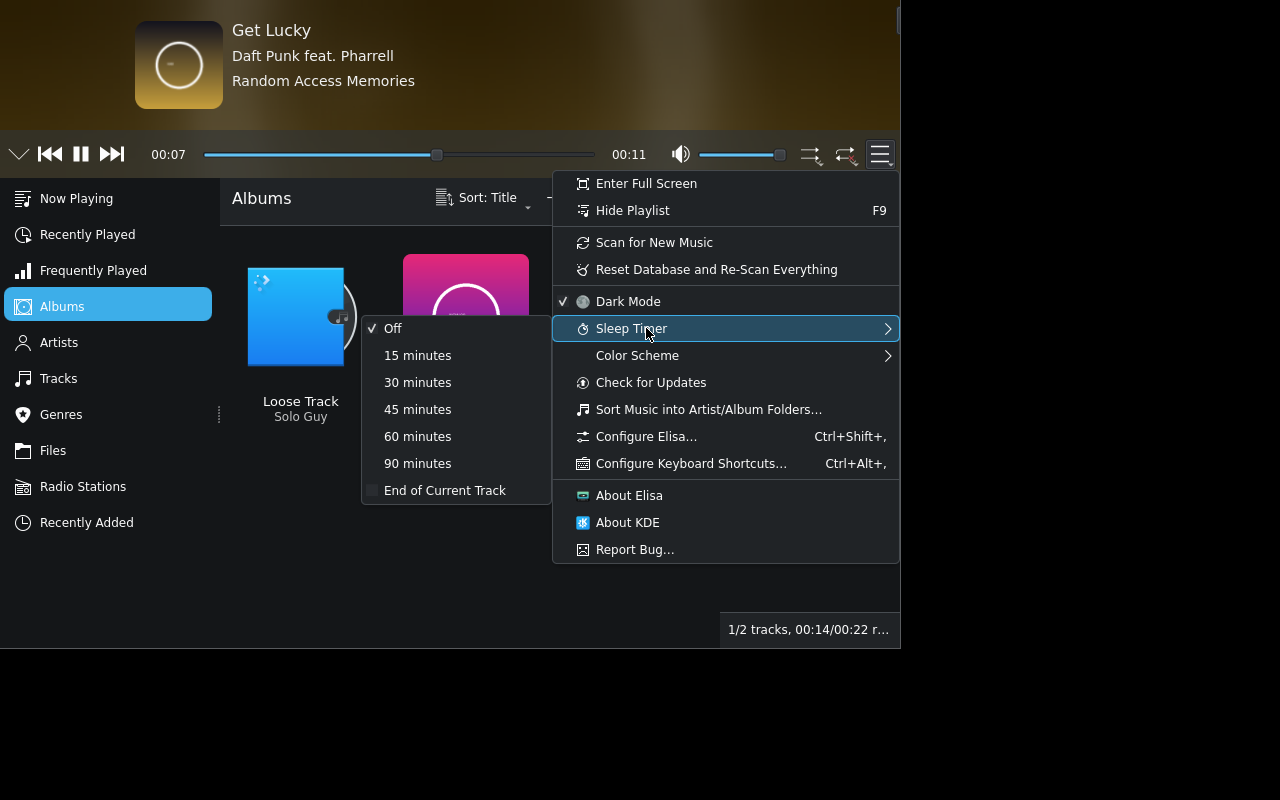 Get Lucky
Daft Punk feat. Pharrell
Random Access Memories
00:07
00:11
Now Playing
Recently Played
Frequently Played
Albums
Artists
Tracks
Genres
Files
Radio Stations
Recently Added
Albums
Sort: Title
Loose Track
Solo Guy
Enter Full Screen
Hide Playlist F9
Scan for New Music
Reset Database and Re-Scan Everything
Dark Mode
Sleep Timer
Color Scheme
Check for Updates
Sort Music into Artist/Album Folders...
Configure Elisa... Ctrl+Shift+,
Configure Keyboard Shortcuts... Ctrl+Alt+,
About Elisa
About KDE
Report Bug...
Off
15 minutes
30 minutes
45 minutes
60 minutes
90 minutes
End of Current Track
1/2 tracks, 00:14/00:22 r...